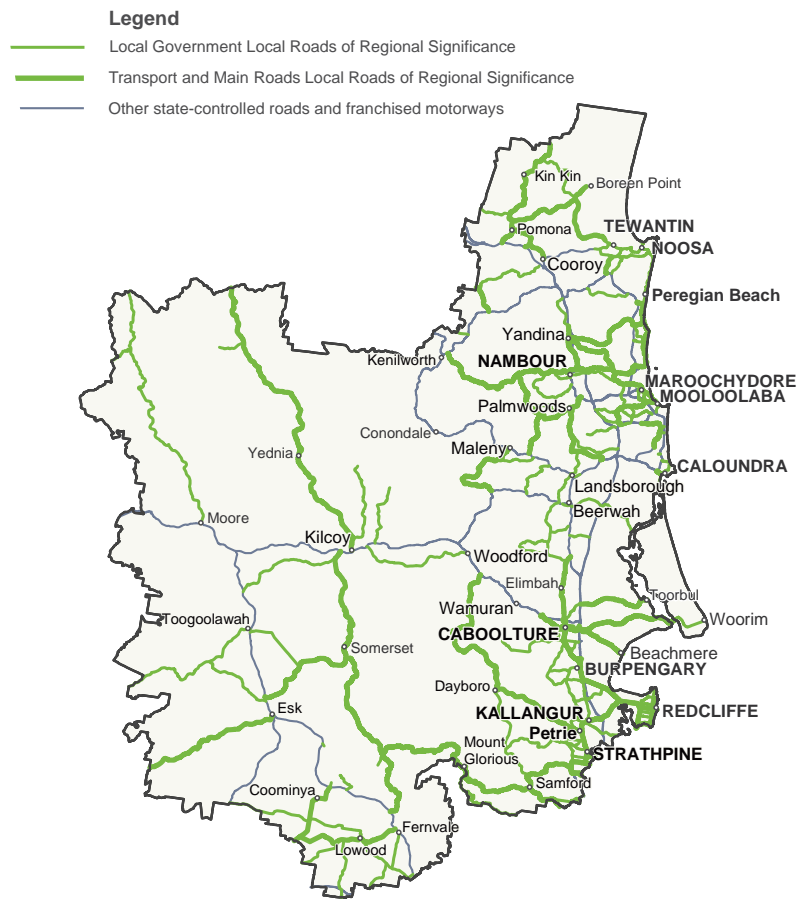 Legend
Local Government Local Roads of Regional Significance
Transport and Main Roads Local Roads of Regional Significance
Other state-controlled roads and franchised motorways
Kin Kin
Boreen Point
Pomona
TEWANTIN
NOOSA
Cooroy
Peregian Beach
Yandina
Kenilworth
NAMBOUR
MAROOCHYDORE
MOOLOOLABA
Palmwoods
Conondale
Maleny
Yednia
CALOUNDRA
Landsborough
Beerwah
Moore
Kilcoy
Woodford
Elimbah
Toorbul
Wamuran
Toogoolawah
Woorim
CABOOLTURE
Somerset
Beachmere
BURPENGARY
Dayboro
Esk
KALLANGUR
REDCLIFFE
Petrie
Mount
Glorious
STRATHPINE
Samford
Coominya
Fernvale
Lowood